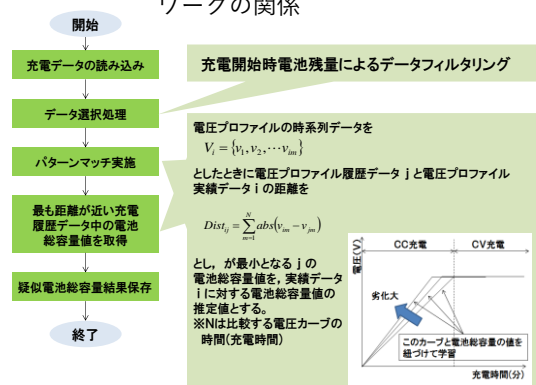 ワークの関係
開始
充電データの読み込み
データ選択処理
パターンマッチ実施
最も距離が近い充電
履歴データ中の電池
総容量値を取得
疑似電池総容量結果保存
終了
充電開始時電池残量によるデータフィルタリング
電圧プロファイルの時系列データを
V_i = {v_1, v_2, ⋯v_im}
としたときに電圧プロファイル履歴データ j と電圧プロファイル
実績データ i の距離を
Dist_ij = ∑_{m=1}^{N} abs(v_im − v_jm)
とし, が最小となる j の
電池総容量値を, 実績データ
i に対する電池総容量値の
推定値とする。
※Nは比較する電圧カーブの
時間(充電時間)
電圧(V)
CC充電
CV充電
劣化大
このカーブと電池総容量の値を
紐づけて学習
充電時間(分)